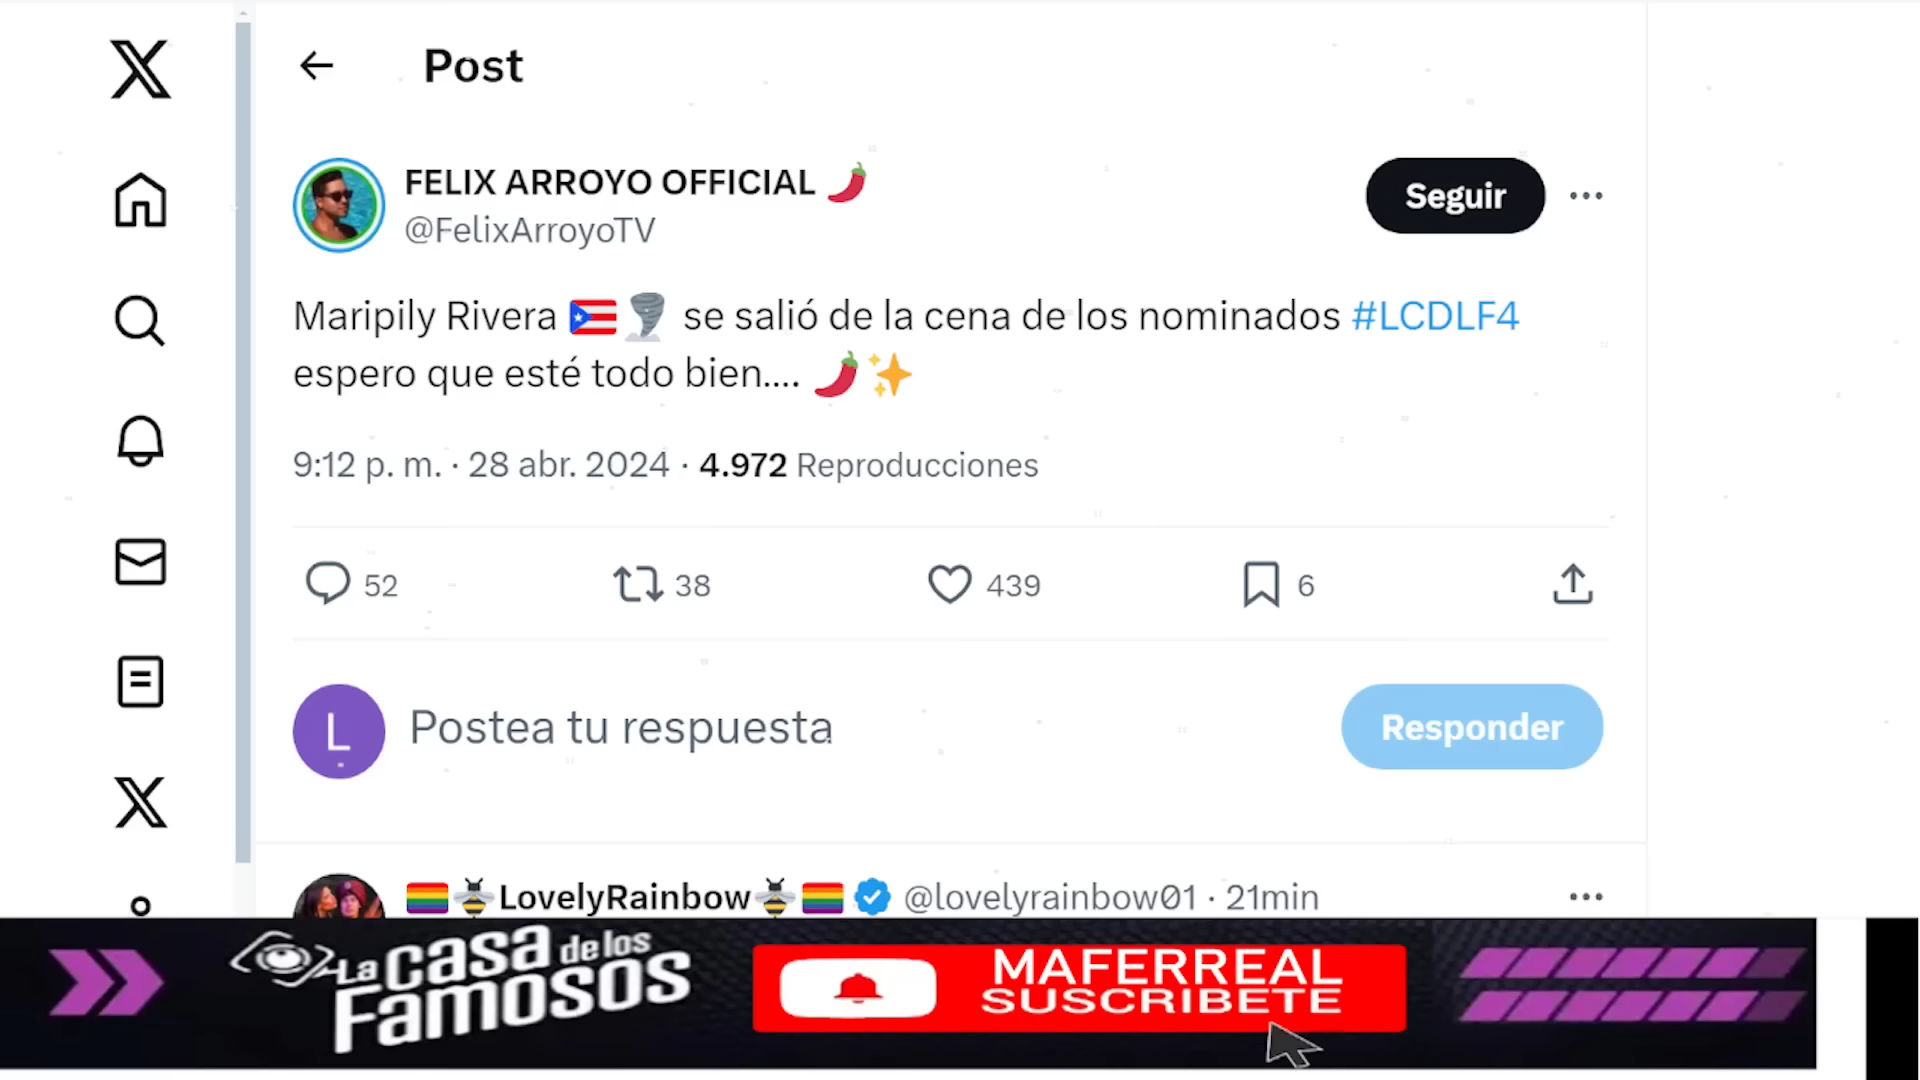 Post
FELIX ARROYO OFFICIAL 🌶️
@FelixArroyoTV
Seguir
Maripily Rivera 🇵🇷🌪️ se salió de la cena de los nominados #LCDLF4
espero que esté todo bien.... 🌶️✨
9:12 p. m. · 28 abr. 2024 · 4.972 Reproducciones
52
38
439
6
L
Postea tu respuesta
Responder
🏳️‍🌈🐝LovelyRainbow🐝🏳️‍🌈 @lovelyrainbow01 · 21min
La casa de los
Famosos
MAFERREAL
SUSCRIBETE